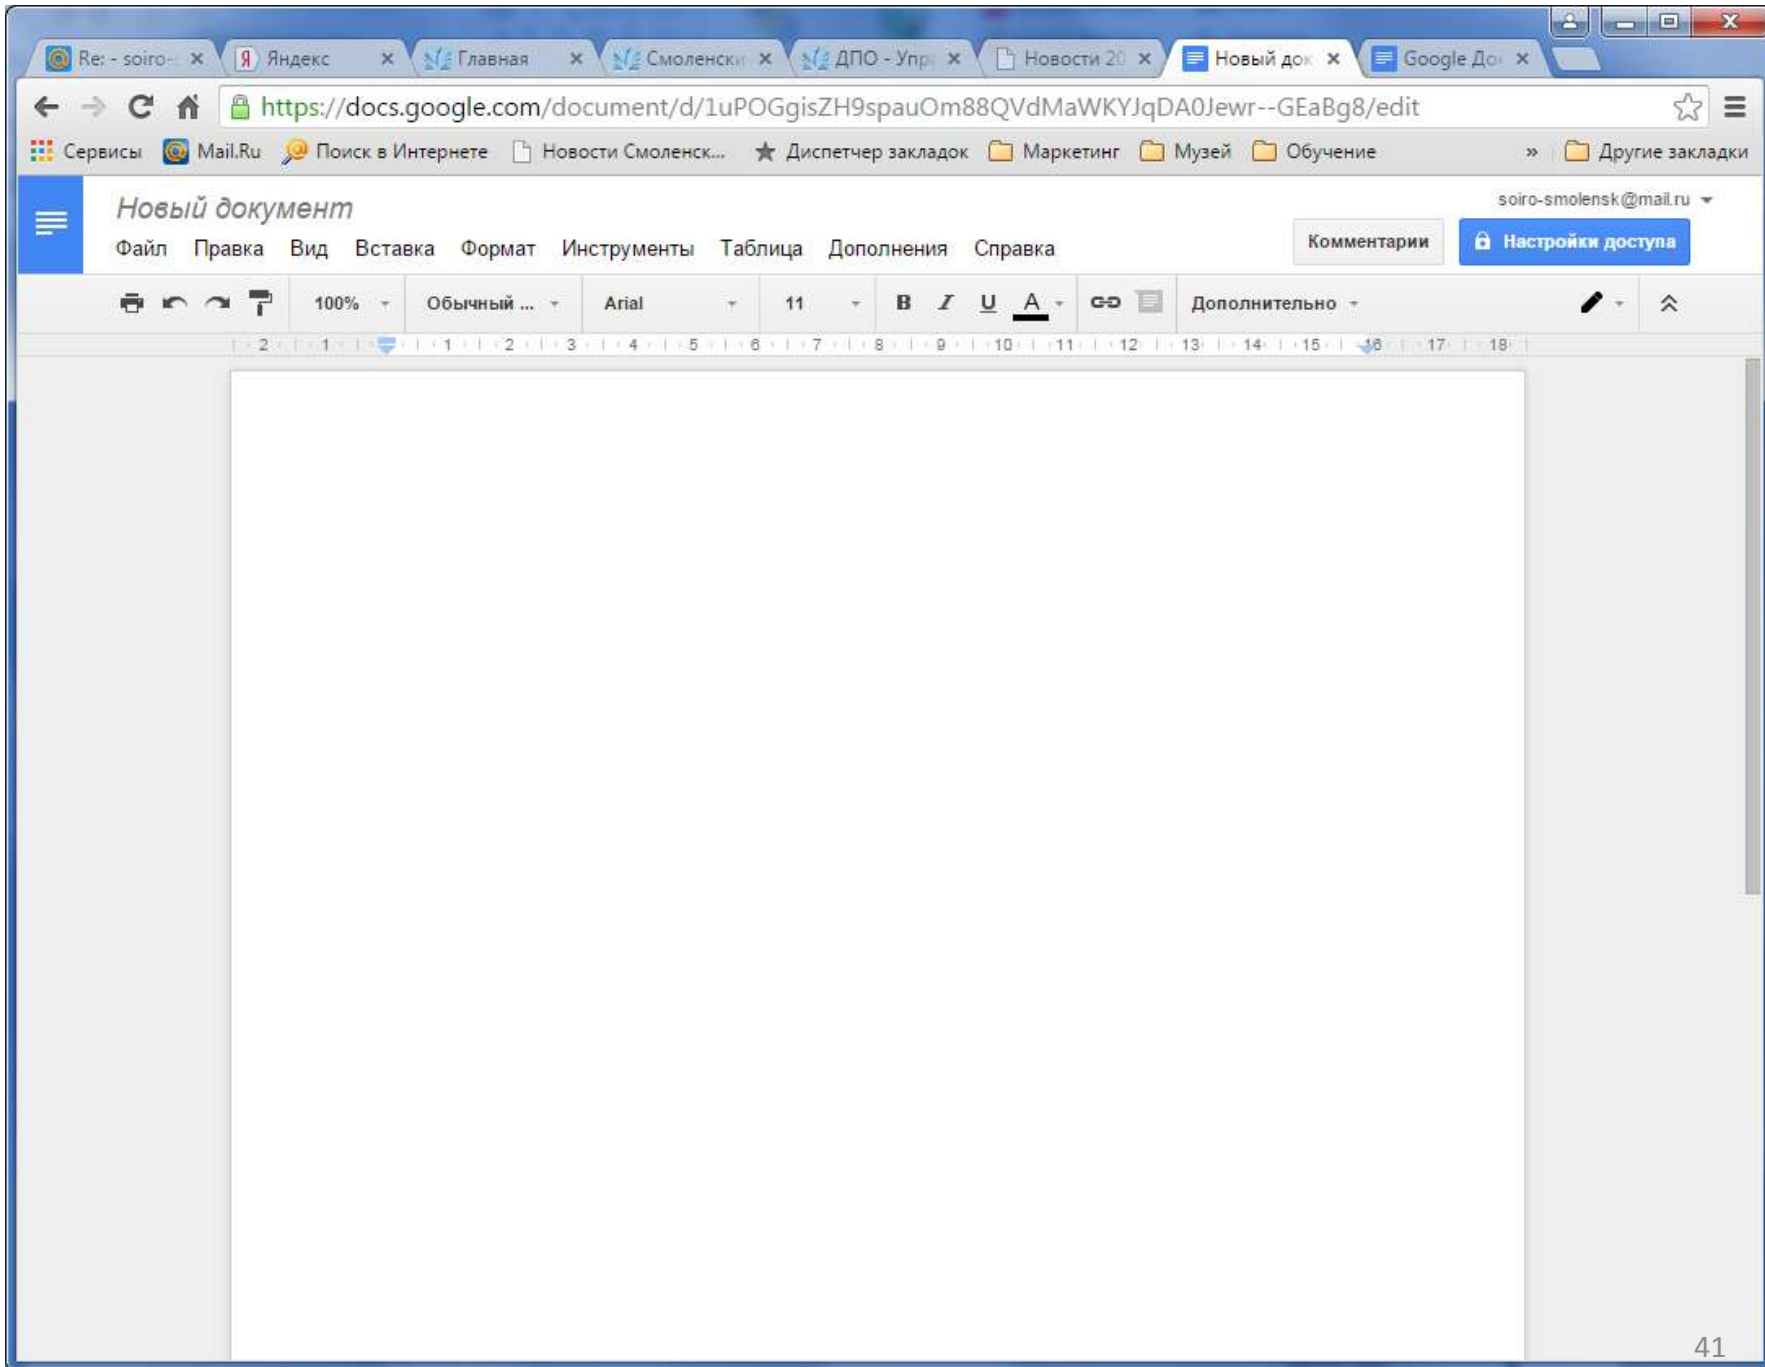 Re: - soiro- Яндекс Главная Смоленски ДПО - Упр Новости 20 Новый док Google До
https://docs.google.com/document/d/1uPOGgisZH9spauOm88QVdMaWKYJqDA0Jewr--GEaBg8/edit
Сервисы Mail.Ru Поиск в Интернете Новости Смоленск... Диспетчер закладок Маркетинг Музей Обучение » Другие закладки
Новый документ soiro-smolensk@mail.ru
Файл Правка Вид Вставка Формат Инструменты Таблица Дополнения Справка Комментарии Настройки доступа
100% Обычный ... Arial 11 B I U A Дополнительно
2 1 1 2 3 4 5 6 7 8 9 10 11 12 13 14 15 16 17 18
41